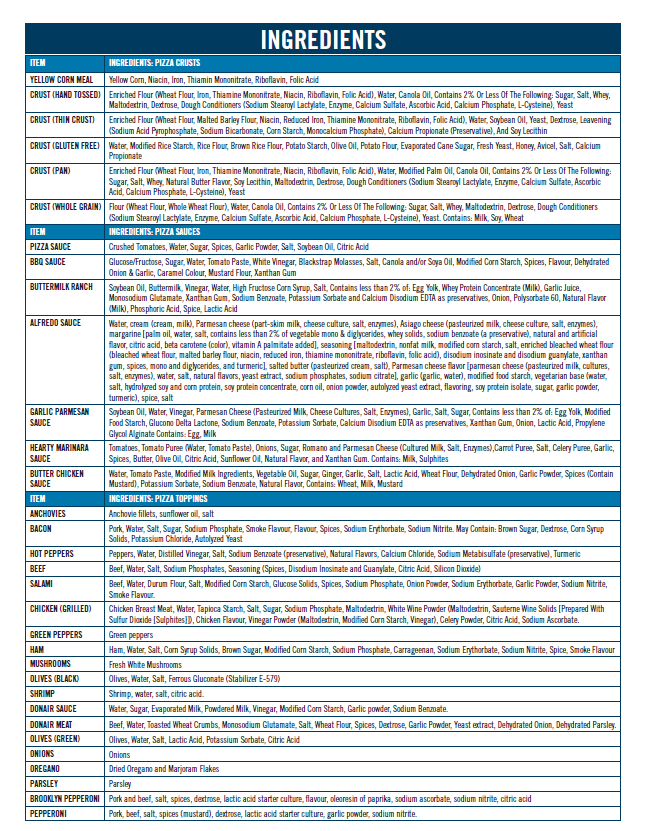 INGREDIENTS
ITEM INGREDIENTS: PIZZA CRUSTS
YELLOW CORN MEAL Yellow Corn, Niacin, Iron, Thiamin Mononitrate, Riboflavin, Folic Acid
CRUST (HAND TOSSED) Enriched Flour (Wheat Flour, Iron, Thiamine Mononitrate, Niacin, Riboflavin, Folic Acid), Water, Canola Oil, Contains 2% Or Less Of The Following: Sugar, Salt, Whey,
Maltodextrin, Dextrose, Dough Conditioners (Sodium Stearoyl Lactylate, Enzyme, Calcium Sulfate, Ascorbic Acid, Calcium Phosphate, L-Cysteine), Yeast
CRUST (THIN CRUST) Enriched Flour (Wheat Flour, Malted Barley Flour, Niacin, Reduced Iron, Thiamine Mononitrate, Riboflavin, Folic Acid), Water, Soybean Oil, Yeast, Dextrose, Leavening
(Sodium Acid Pyrophosphate, Sodium Bicarbonate, Corn Starch, Monocalcium Phosphate), Calcium Propionate (Preservative), And Soy Lecithin
CRUST (GLUTEN FREE) Water, Modified Rice Starch, Rice Flour, Brown Rice Flour, Potato Starch, Olive Oil, Potato Flour, Evaporated Cane Sugar, Fresh Yeast, Honey, Avicel, Salt, Calcium
Propionate
CRUST (PAN) Enriched Flour (Wheat Flour, Iron, Thiamine Mononitrate, Niacin, Riboflavin, Folic Acid), Water, Modified Palm Oil, Canola Oil, Contains 2% Or Less Of The Following:
Sugar, Salt, Whey, Natural Butter Flavor, Soy Lecithin, Maltodextrin, Dextrose, Dough Conditioners (Sodium Stearoyl Lactylate, Enzyme, Calcium Sulfate, Ascorbic
Acid, Calcium Phosphate, L-Cysteine), Yeast
CRUST (WHOLE GRAIN) Flour (Wheat Flour, Whole Wheat Flour), Water, Canola Oil, Contains 2% Or Less Of The Following: Sugar, Salt, Whey, Maltodextrin, Dextrose, Dough Conditioners
(Sodium Stearoyl Lactylate, Enzyme, Calcium Sulfate, Ascorbic Acid, Calcium Phosphate, L-Cysteine), Yeast. Contains: Milk, Soy, Wheat
ITEM INGREDIENTS: PIZZA SAUCES
PIZZA SAUCE Crushed Tomatoes, Water, Sugar, Spices, Garlic Powder, Salt, Soybean Oil, Citric Acid
BBQ SAUCE Glucose/Fructose, Sugar, Water, Tomato Paste, White Vinegar, Blackstrap Molasses, Salt, Canola and/or Soya Oil, Modified Corn Starch, Spices, Flavour, Dehydrated
Onion & Garlic, Caramel Colour, Mustard Flour, Xanthan Gum
BUTTERMILK RANCH Soybean Oil, Buttermilk, Vinegar, Water, High Fructose Corn Syrup, Salt, Contains less than 2% of: Egg Yolk, Whey Protein Concentrate (Milk), Garlic Juice,
Monosodium Glutamate, Xanthan Gum, Sodium Benzoate, Potassium Sorbate and Calcium Disodium EDTA as preservatives, Onion, Polysorbate 60, Natural Flavor
(Milk), Phosphoric Acid, Spice, Lactic Acid
ALFREDO SAUCE Water, cream (cream, milk), Parmesan cheese (part-skim milk, cheese culture, salt, enzymes), Asiago cheese (pasteurized milk, cheese culture, salt, enzymes),
margarine [palm oil, water, salt, contains less than 2% of vegetable mono & diglycerides, whey solids, sodium benzoate (a preservative), natural and artificial
flavor, citric acid, beta carotene (color), vitamin A palmitate added], seasoning [maltodextrin, nonfat milk, modified corn starch, salt, enriched bleached wheat flour
(bleached wheat flour, malted barley flour, niacin, reduced iron, thiamine mononitrate, riboflavin, folic acid), disodium inosinate and disodium guanylate, xanthan
gum, spices, mono and diglycerides, and turmeric], salted butter (pasteurized cream, salt), Parmesan cheese flavor [parmesan cheese (pasteurized milk, cultures,
salt, enzymes), water, salt, natural flavors, yeast extract, sodium phosphates, sodium citrate], garlic (garlic, water), modified food starch, vegetarian base (water,
salt, hydrolyzed soy and corn protein, soy protein concentrate, corn oil, onion powder, autolyzed yeast extract, flavoring, soy protein isolate, sugar, garlic powder,
turmeric), spice, salt
GARLIC PARMESAN SAUCE Soybean Oil, Water, Vinegar, Parmesan Cheese (Pasteurized Milk, Cheese Cultures, Salt, Enzymes), Garlic, Salt, Sugar, Contains less than 2% of: Egg Yolk, Modified
Food Starch, Glucono Delta Lactone, Sodium Benzoate, Potassium Sorbate, Calcium Disodium EDTA as preservatives, Xanthan Gum, Onion, Lactic Acid, Propylene
Glycol Alginate Contains: Egg, Milk
HEARTY MARINARA SAUCE Tomatoes, Tomato Puree (Water, Tomato Paste), Onions, Sugar, Romano and Parmesan Cheese (Cultured Milk, Salt, Enzymes),Carrot Puree, Salt, Celery Puree, Garlic,
Spices, Butter, Olive Oil, Citric Acid, Sunflower Oil, Natural Flavor, and Xanthan Gum. Contains: Milk, Sulphites
BUTTER CHICKEN SAUCE Water, Tomato Paste, Modified Milk Ingredients, Vegetable Oil, Sugar, Ginger, Garlic, Salt, Lactic Acid, Wheat Flour, Dehydrated Onion, Garlic Powder, Spices (Contain
Mustard), Potassium Sorbate, Sodium Benzoate, Natural Flavor, Contains: Wheat, Milk, Mustard
ITEM INGREDIENTS: PIZZA TOPPINGS
ANCHOVIES Anchovie fillets, sunflower oil, salt
BACON Pork, Water, Salt, Sugar, Sodium Phosphate, Smoke Flavour, Flavour, Spices, Sodium Erythorbate, Sodium Nitrite. May Contain: Brown Sugar, Dextrose, Corn Syrup
Solids, Potassium Chloride, Autolyzed Yeast
HOT PEPPERS Peppers, Water, Distilled Vinegar, Salt, Sodium Benzoate (preservative), Natural Flavors, Calcium Chloride, Sodium Metabisulfate (preservative), Turmeric
BEEF Beef, Water, Salt, Sodium Phosphates, Seasoning (Spices, Disodium Inosinate and Guanylate, Citric Acid, Silicon Dioxide)
SALAMI Beef, Water, Durum Flour, Salt, Modified Corn Starch, Glucose Solids, Spices, Sodium Phosphate, Onion Powder, Sodium Erythorbate, Garlic Powder, Sodium Nitrite,
Smoke Flavour.
CHICKEN (GRILLED) Chicken Breast Meat, Water, Tapioca Starch, Salt, Sugar, Sodium Phosphate, Maltodextrin, White Wine Powder (Maltodextrin, Sauterne Wine Solids [Prepared With
Sulfur Dioxide [Sulphites]]), Chicken Flavour, Vinegar Powder (Maltodextrin, Modified Corn Starch, Vinegar), Celery Powder, Citric Acid, Sodium Ascorbate.
GREEN PEPPERS Green peppers
HAM Ham, Water, Salt, Corn Syrup Solids, Brown Sugar, Modified Corn Starch, Sodium Phosphate, Carrageenan, Sodium Erythorbate, Sodium Nitrite, Spice, Smoke Flavour
MUSHROOMS Fresh White Mushrooms
OLIVES (BLACK) Olives, Water, Salt, Ferrous Gluconate (Stabilizer E-579)
SHRIMP Shrimp, water, salt, citric acid.
DONAIR SAUCE Water, Sugar, Evaporated Milk, Powdered Milk, Vinegar, Modified Corn Starch, Garlic powder, Sodium Benzoate.
DONAIR MEAT Beef, Water, Toasted Wheat Crumbs, Monosodium Glutamate, Salt, Wheat Flour, Spices, Dextrose, Garlic Powder, Yeast extract, Dehydrated Onion, Dehydrated Parsley.
OLIVES (GREEN) Olives, Water, Salt, Lactic Acid, Potassium Sorbate, Citric Acid
ONIONS Onions
OREGANO Dried Oregano and Marjoram Flakes
PARSLEY Parsley
BROOKLYN PEPPERONI Pork and beef, salt, spices, dextrose, lactic acid starter culture, flavour, oleoresin of paprika, sodium ascorbate, sodium nitrite, citric acid
PEPPERONI Pork, beef, salt, spices (mustard), dextrose, lactic acid starter culture, garlic powder, sodium nitrite.